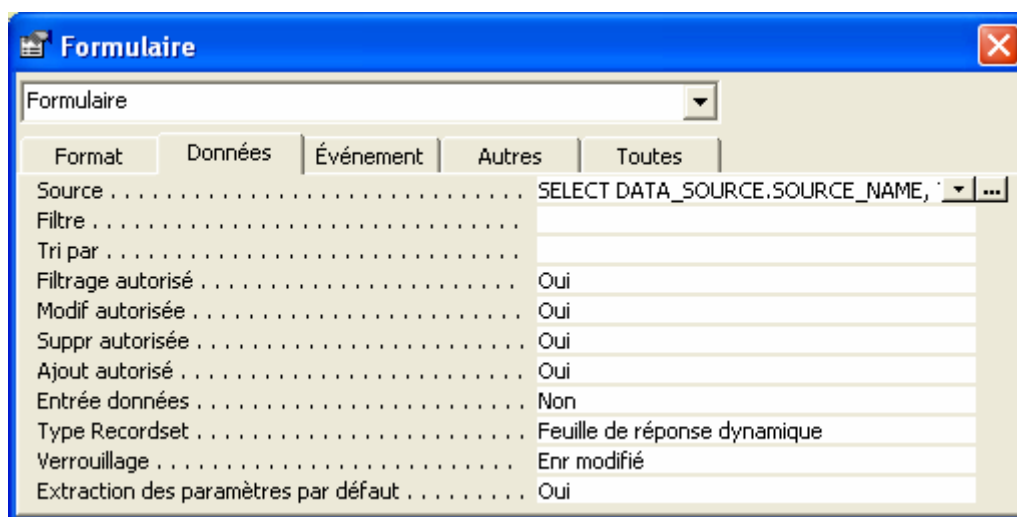 Formulaire
Formulaire
Format Données Événement Autres Toutes
Source . . . . . . . . . . . . . . . . . . . . . . . . . . . . . . . . SELECT DATA_SOURCE.SOURCE_NAME, ...
Filtre . . . . . . . . . . . . . . . . . . . . . . . . . . . . . . . . .
Tri par . . . . . . . . . . . . . . . . . . . . . . . . . . . . . . . .
Filtrage autorisé . . . . . . . . . . . . . . . . . . . . . . . . Oui
Modif autorisée . . . . . . . . . . . . . . . . . . . . . . . . . Oui
Suppr autorisée . . . . . . . . . . . . . . . . . . . . . . . . . Oui
Ajout autorisé . . . . . . . . . . . . . . . . . . . . . . . . . . Oui
Entrée données . . . . . . . . . . . . . . . . . . . . . . . . . Non
Type Recordset . . . . . . . . . . . . . . . . . . . . . . . . . Feuille de réponse dynamique
Verrouillage . . . . . . . . . . . . . . . . . . . . . . . . . . . Enr modifié
Extraction des paramètres par défaut . . . . . . . . . Oui